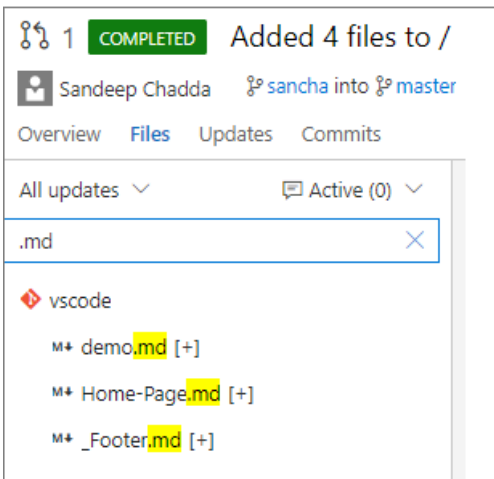 1 COMPLETED Added 4 files to /
Sandeep Chadda sancha into master
Overview Files Updates Commits
All updates Active (0)
.md
vscode
M+ demo.md [+]
M+ Home-Page.md [+]
M+ _Footer.md [+]